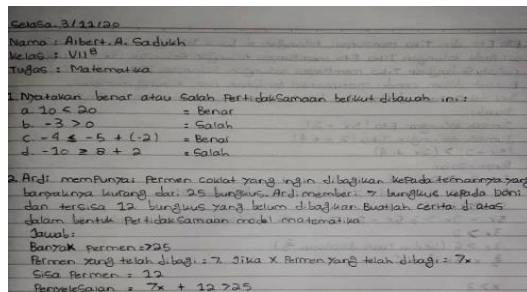 Selasa. 3/11/20
Nama : Albert. A. Sadukh
Kelas : VII B
Tugas : Matematika
1. Nyatakan benar atau Salah Pertidaksamaan berikut dibawah ini :
a. 10 < 20 = Benar
b. -3 > 0 = Salah
c. -4 ≤ -5 + (-2) = Benar
d. -10 ≥ 8 + 2 = Salah
2. Ardi mempunyai Permen coklat yang ingin dibagikan kepada temannya yang
banyaknya kurang dari 25 bungkus. Ardi memberi 7 bungkus kepada Doni
dan tersisa 12 bungkus yang belum dibagikan Buatlah cerita diatas
dalam bentuk Pertidaksamaan model matematika
Jawab :
Banyak permen = >25
Permen yang telah dibagi = 7. Jika x Permen yang telah dibagi = 7x
Sisa Permen = 12
Penyelesaian = 7x + 12 >25